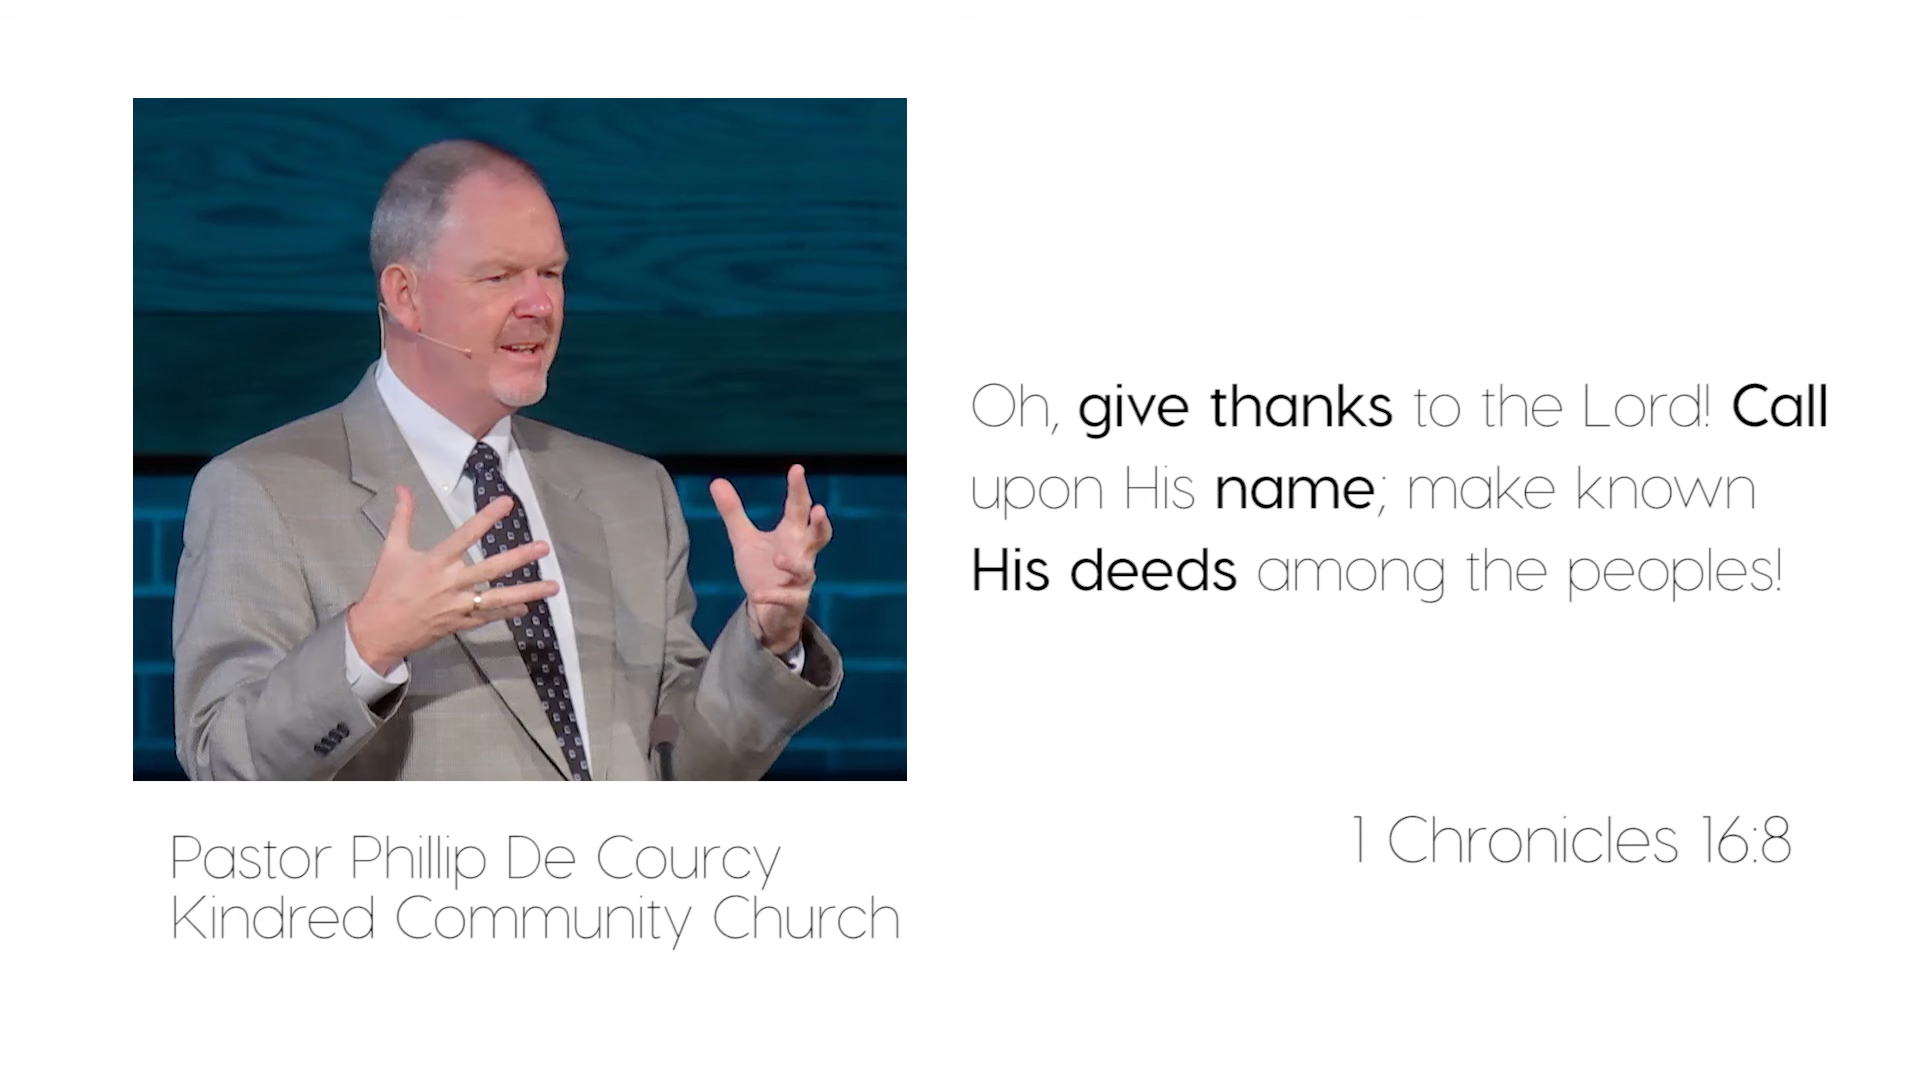 Oh, give thanks to the Lord! Call
upon His name; make known
His deeds among the peoples!
1 Chronicles 16:8
Pastor Phillip De Courcy
Kindred Community Church